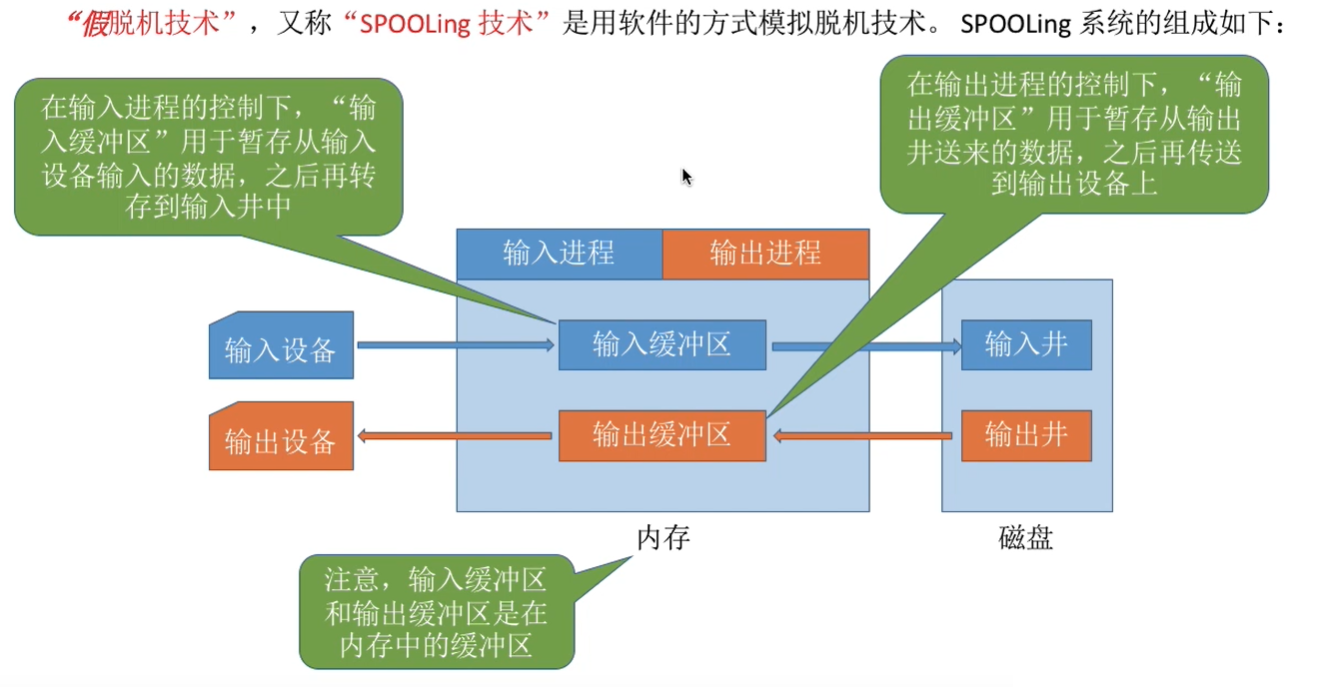 “假脱机技术”，又称“SPOOLing 技术”是用软件的方式模拟脱机技术。SPOOLing 系统的组成如下：
在输入进程的控制下，“输
入缓冲区”用于暂存从输入
设备输入的数据，之后再转
存到输入井中
在输出进程的控制下，“输
出缓冲区”用于暂存从输出
井送来的数据，之后再传送
到输出设备上
输入进程
输出进程
输入设备
输入缓冲区
输入井
输出设备
输出缓冲区
输出井
内存
磁盘
注意，输入缓冲区
和输出缓冲区是在
内存中的缓冲区